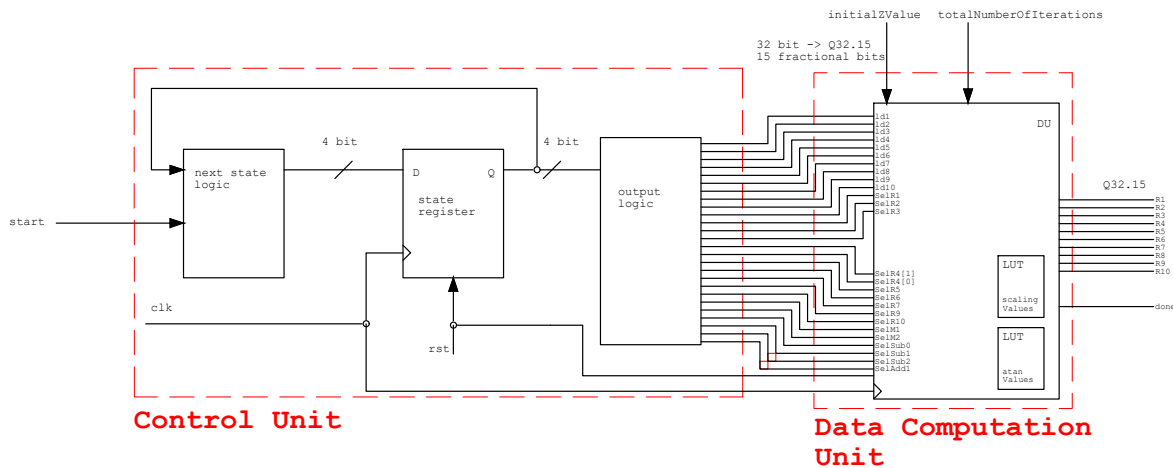 initialZValue
totalNumberOfIterations
32 bit -> Q32.15
15 fractional bits
DU
4 bit
4 bit
next state
logic
D
Q
state
register
output
logic
start
clk
rst
ld1
ld2
ld3
ld4
ld5
ld6
ld7
ld8
ld9
ld10
SelR1
SelR2
SelR3
SelR4[1]
SelR4[0]
SelR5
SelR6
SelR7
SelR9
SelR10
SelM1
SelM2
SelSub0
SelSub1
SelSub2
SelAdd1
Q32.15
R1
R2
R3
R4
R5
R6
R7
R8
R9
R10
LUT
scaling
Values
done
LUT
atan
Values
Control Unit
Data Computation
Unit